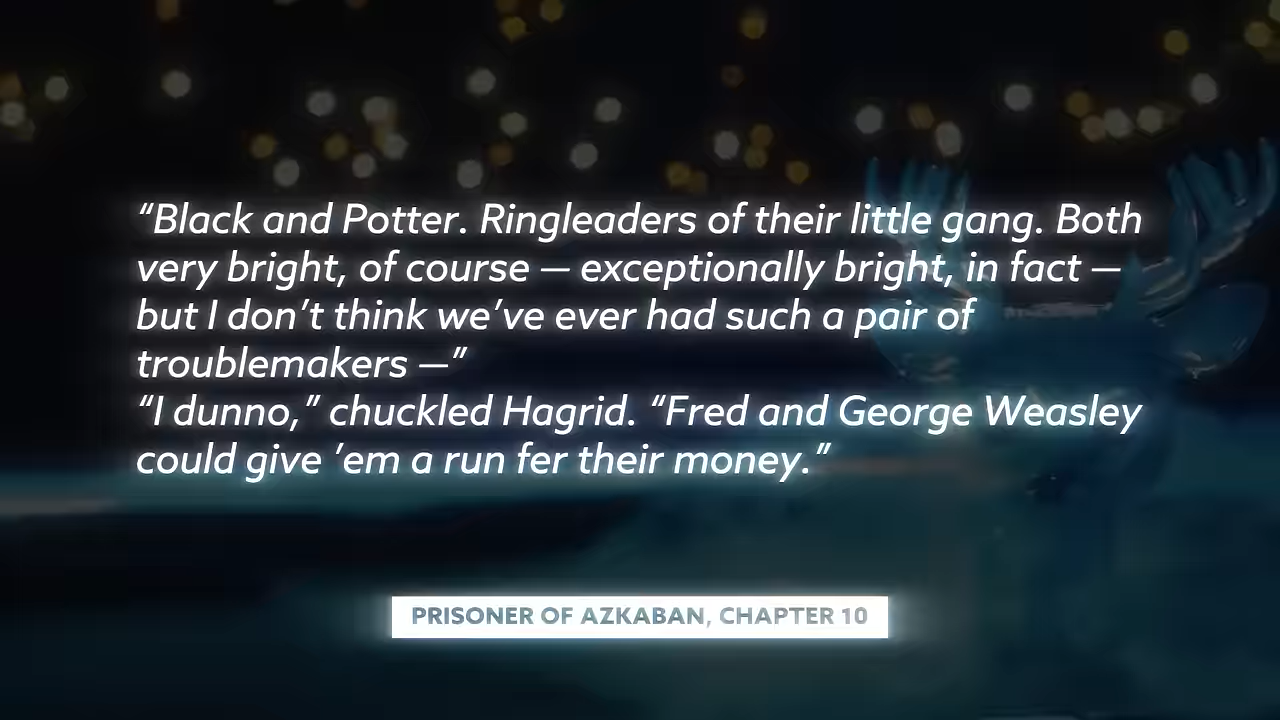 “Black and Potter. Ringleaders of their little gang. Both
very bright, of course — exceptionally bright, in fact —
but I don’t think we’ve ever had such a pair of
troublemakers —”
“I dunno,” chuckled Hagrid. “Fred and George Weasley
could give ’em a run fer their money.”
PRISONER OF AZKABAN, CHAPTER 10